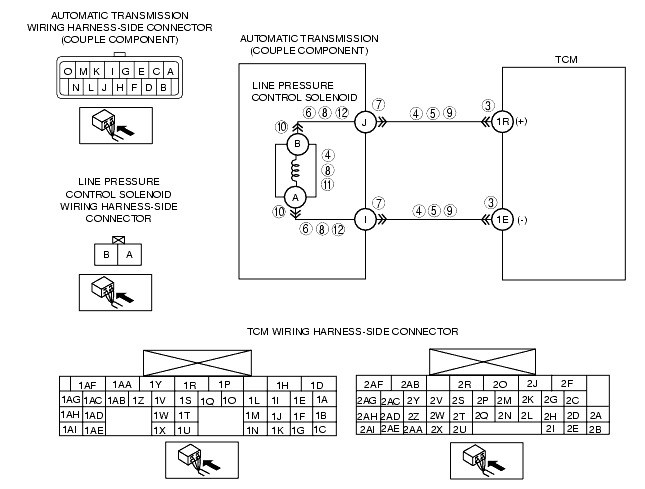 AUTOMATIC TRANSMISSION
WIRING HARNESS-SIDE CONNECTOR
(COUPLE COMPONENT)
O M K I G E C A
N L J H F D B
LINE PRESSURE
CONTROL SOLENOID
WIRING HARNESS-SIDE
CONNECTOR
B A
AUTOMATIC TRANSMISSION
(COUPLE COMPONENT)
TCM
LINE PRESSURE
CONTROL SOLENOID
⑥ ⑧ ⑫ ⑦ ④ ⑤ ⑨ ③
⑩ J 1R (+)
B
④
⑧
⑪
A
⑩ ⑦ ④ ⑤ ⑨ ③
I 1E (-)
⑥ ⑧ ⑫
TCM WIRING HARNESS-SIDE CONNECTOR
1AF 1AA 1Y 1R 1P 1H 1D
1AG 1AC 1AB 1Z 1V 1S 1Q 1O 1L 1I 1E 1A
1AH 1AD 1W 1T 1M 1J 1F 1B
1AI 1AE 1X 1U 1N 1K 1G 1C
2AF 2AB 2R 2O 2J 2F
2AG 2AC 2Y 2V 2S 2P 2M 2K 2G 2C
2AH 2AD 2Z 2W 2T 2Q 2N 2L 2H 2D 2A
2AI 2AE 2AA 2X 2U 2I 2E 2B